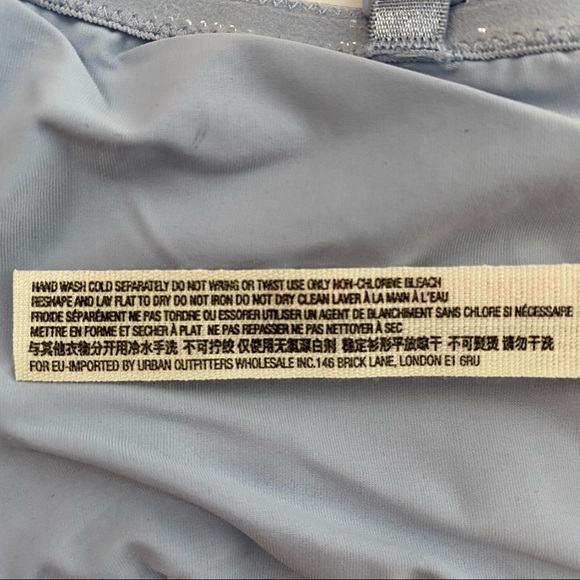 HAND WASH COLD SEPARATELY DO NOT WRING OR TWIST USE ONLY NON-CHLORINE BLEACH
RESHAPE AND LAY FLAT TO DRY DO NOT IRON DO NOT DRY CLEAN LAVER À LA MAIN À L'EAU
FROIDE SÉPARÉMENT NE PAS TORDRE OU ESSORER UTILISER UN AGENT DE BLANCHIMENT SANS CHLORE SI NÉCESSAIRE
METTRE EN FORME ET SECHER À PLAT NE PAS REPASSER NE PAS NETTOYER À SEC
与其他衣物分开用冷水手洗 不可拧绞 仅使用无氯漂白剂 稳定衫形平放晾干 不可熨烫 请勿干洗
FOR EU-IMPORTED BY URBAN OUTFITTERS WHOLESALE INC.146 BRICK LANE, LONDON E1 6RU